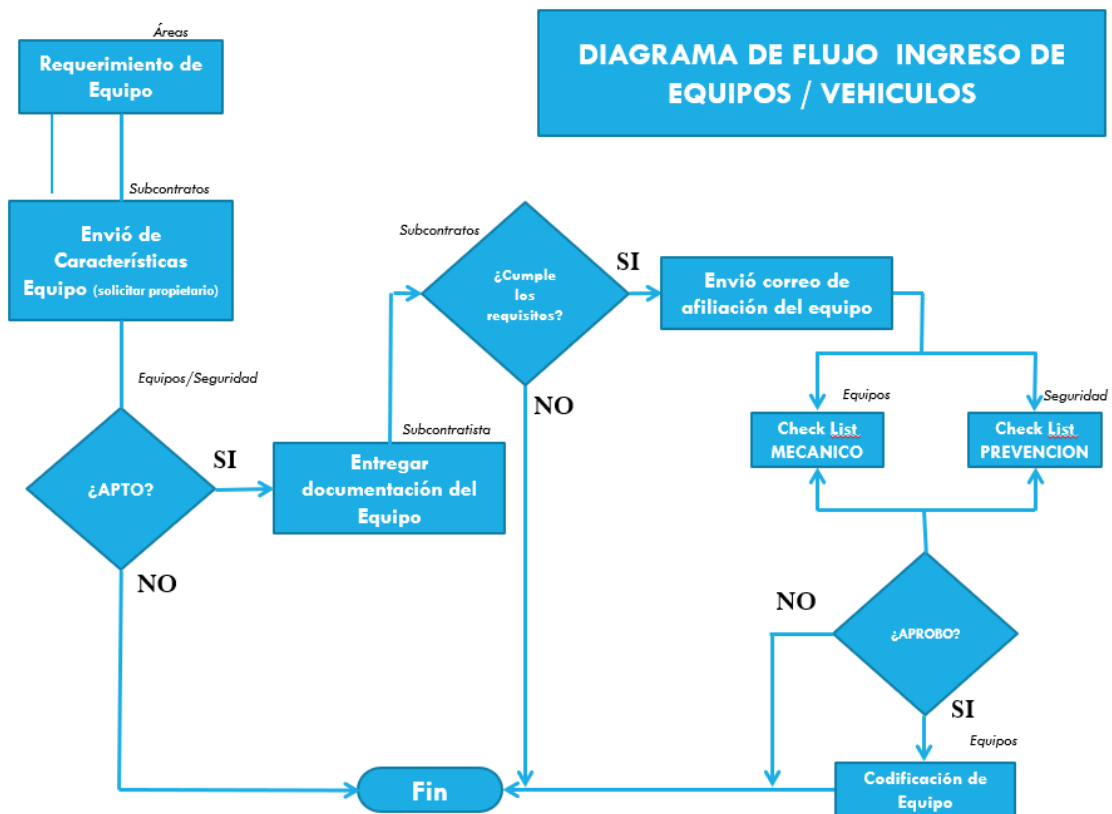 DIAGRAMA DE FLUJO INGRESO DE
EQUIPOS / VEHICULOS
Áreas
Requerimiento de
Equipo
Subcontratos
Envió de
Características
Equipo (solicitar propietario)
Equipos/Seguridad
¿APTO?
SI
NO
Subcontratista
Entregar
documentación del
Equipo
Subcontratos
¿Cumple
los
requisitos?
SI
NO
Envió correo de
afiliación del equipo
Equipos
Check List
MECANICO
Seguridad
Check List
PREVENCION
¿APROBO?
NO
SI
Equipos
Codificación de
Equipo
Fin